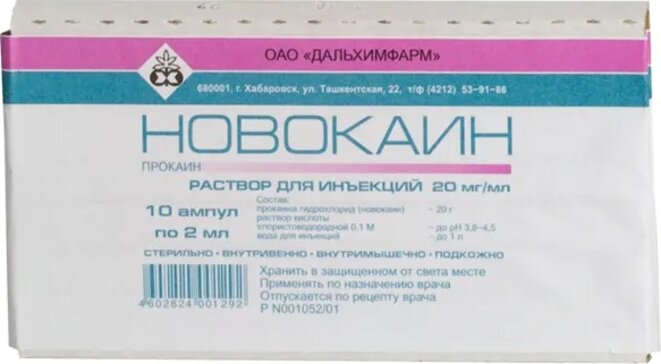 ОАО «ДАЛЬХИМФАРМ»
680001, г. Хабаровск, ул. Ташкентская, 22, т/ф (4212) 53-91-86
НОВОКАИН
ПРОКАИН
РАСТВОР ДЛЯ ИНЪЕКЦИЙ 20 мг/мл
10 ампул
по 2 мл
Состав:
прокаина гидрохлорид (новокаин) – 20 г
раствор кислоты
хлористоводородной 0,1 М – до pH 3,8-4,5
вода для инъекций – до 1 л
СТЕРИЛЬНО · ВНУТРИВЕННО · ВНУТРИМЫШЕЧНО · ПОДКОЖНО
Хранить в защищенном от света месте
Применять по назначению врача
Отпускается по рецепту врача
Р N001052/01
4602824001292